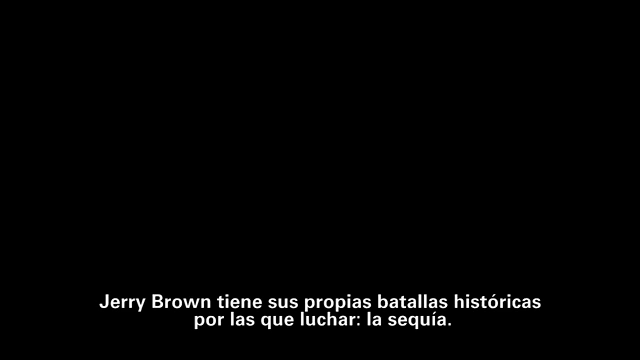 Jerry Brown tiene sus propias batallas históricas
por las que luchar: la sequía.